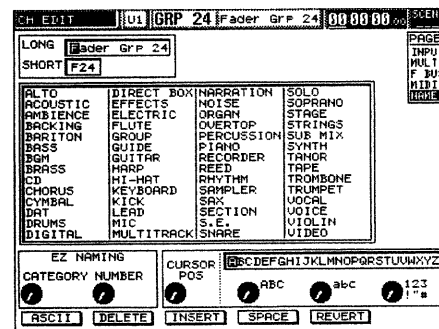 CH EDIT U1 GRP 24 Fader Grp 24 00 00 00 00 SCEN
LONG Fader Grp 24
SHORT F24
PAGE
INPU
MULT
F BU
MIDI
NAME
ALTO DIRECT BOX NARRATION SOLO
ACOUSTIC EFFECTS NOISE SOPRANO
AMBIENCE ELECTRIC ORGAN STAGE
BACKING FLUTE OVERTOP STRINGS
BARITON GROUP PERCUSSION SUB MIX
BASS GUIDE PIANO SYNTH
BGM GUITAR RECORDER TAHOR
BRASS HARP REED TAPE
CD HI-HAT RHYTHM TROMBONE
CHORUS KEYBOARD SAMPLER TRUMPET
CYMBAL KICK SAX VOCAL
DAT LEAD SECTION VOICE
DRUMS MIC S.E. VIOLIN
DIGITAL MULTITRACK SNARE VIDEO
EZ NAMING
CATEGORY NUMBER
CURSOR POS
ABCDEFGHIJKLMNOPQRSTUVWXYZ
ABC abc 123 !"#
ASCII DELETE INSERT SPACE REVERT